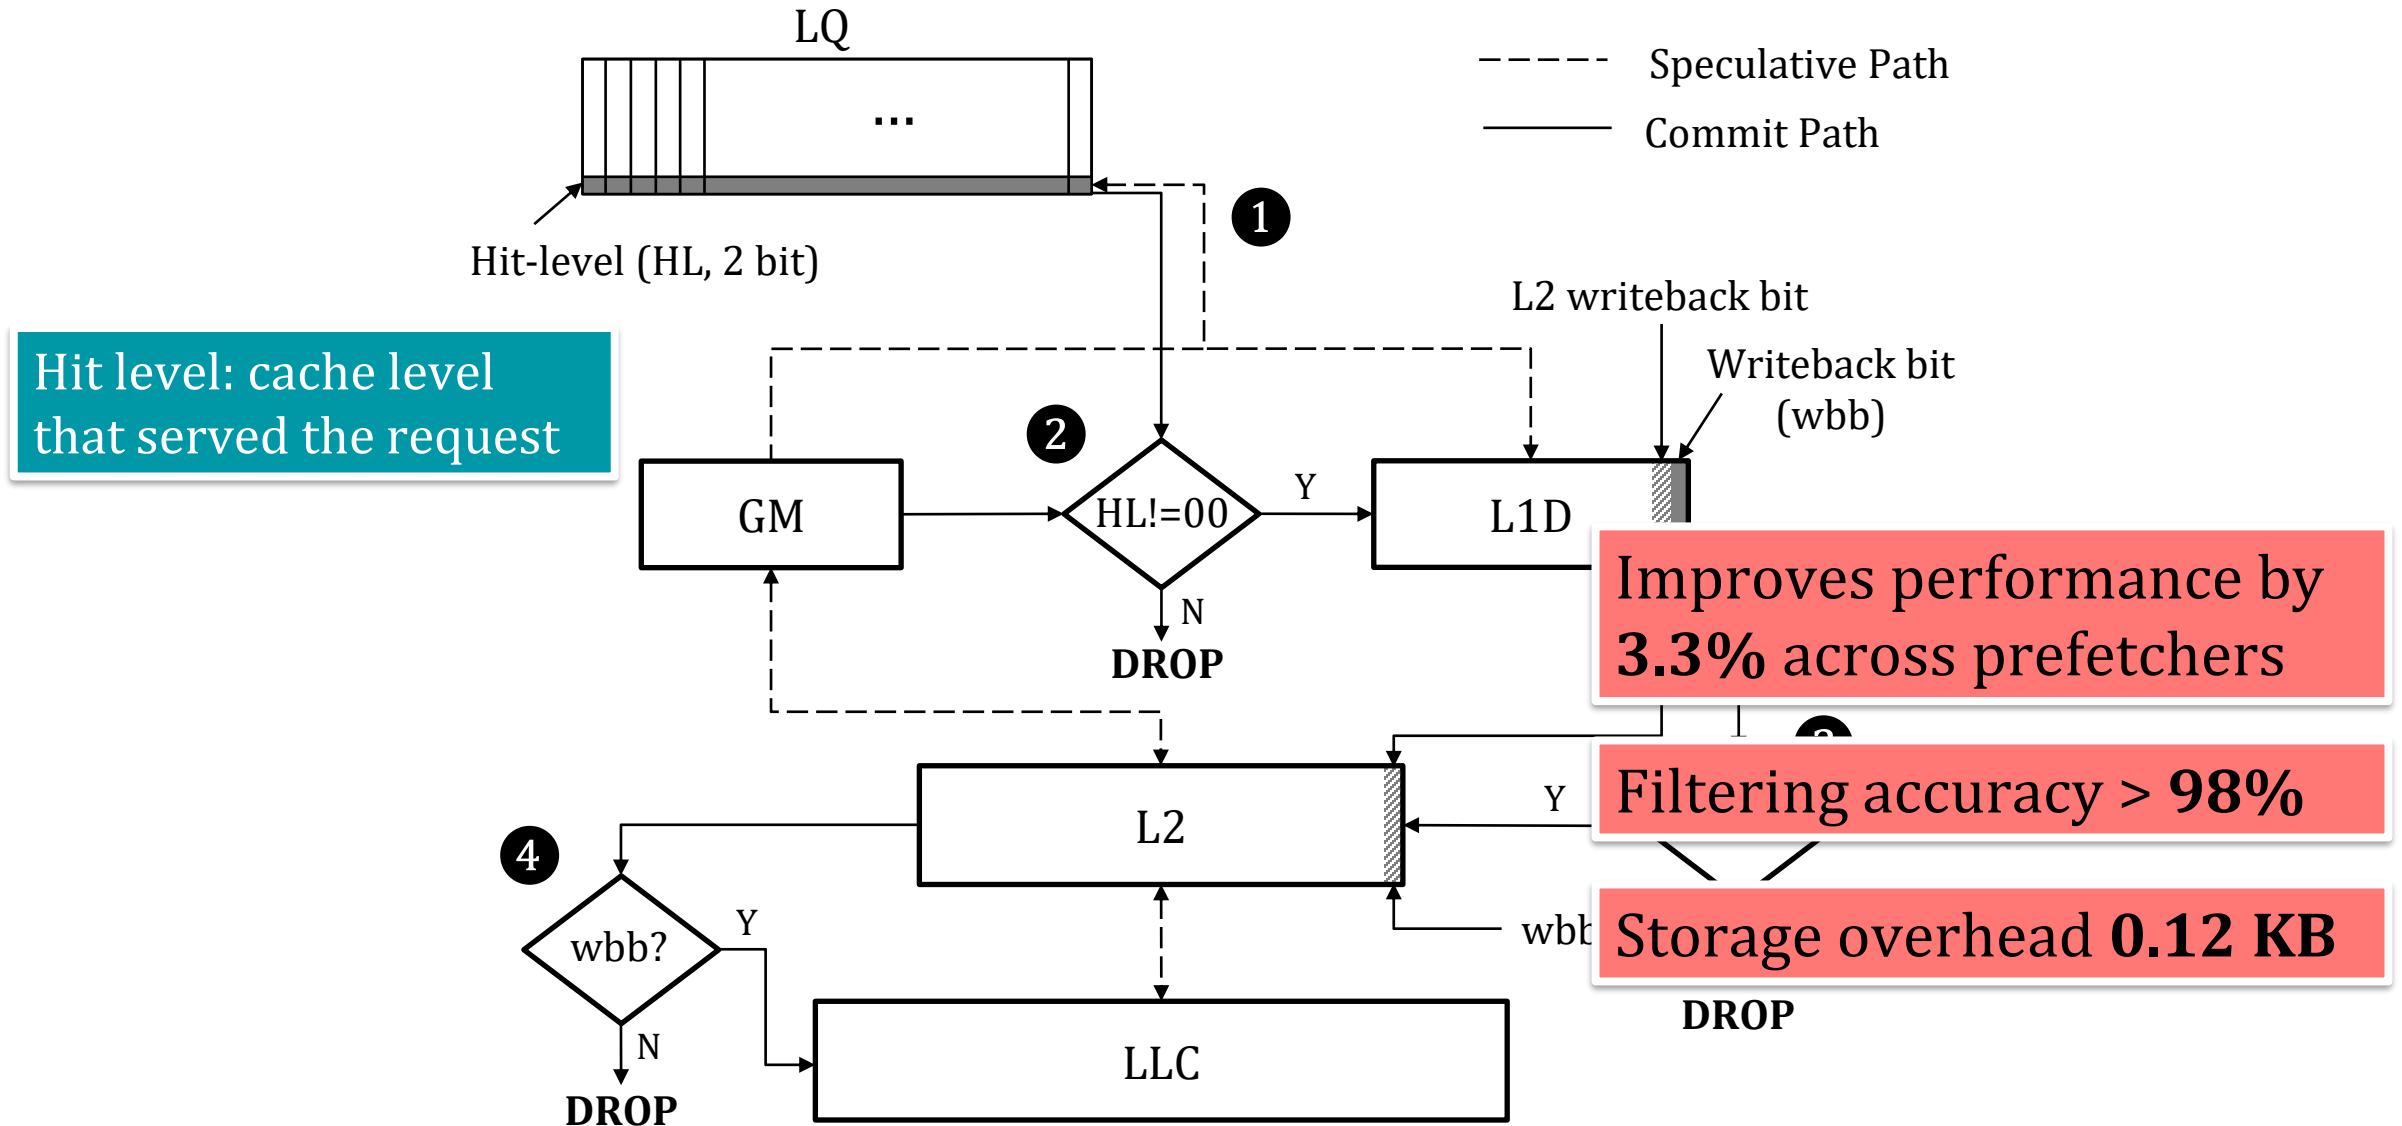 LQ
...
Speculative Path
Commit Path
1
Hit-level (HL, 2 bit)
L2 writeback bit
Writeback bit
(wbb)
Hit level: cache level
that served the request
2
GM
HL!=00
Y
L1D
N
DROP
Improves performance by
3.3% across prefetchers
Filtering accuracy > 98%
Y
L2
4
wbb?
Y
wbb
Storage overhead 0.12 KB
N
DROP
LLC
DROP